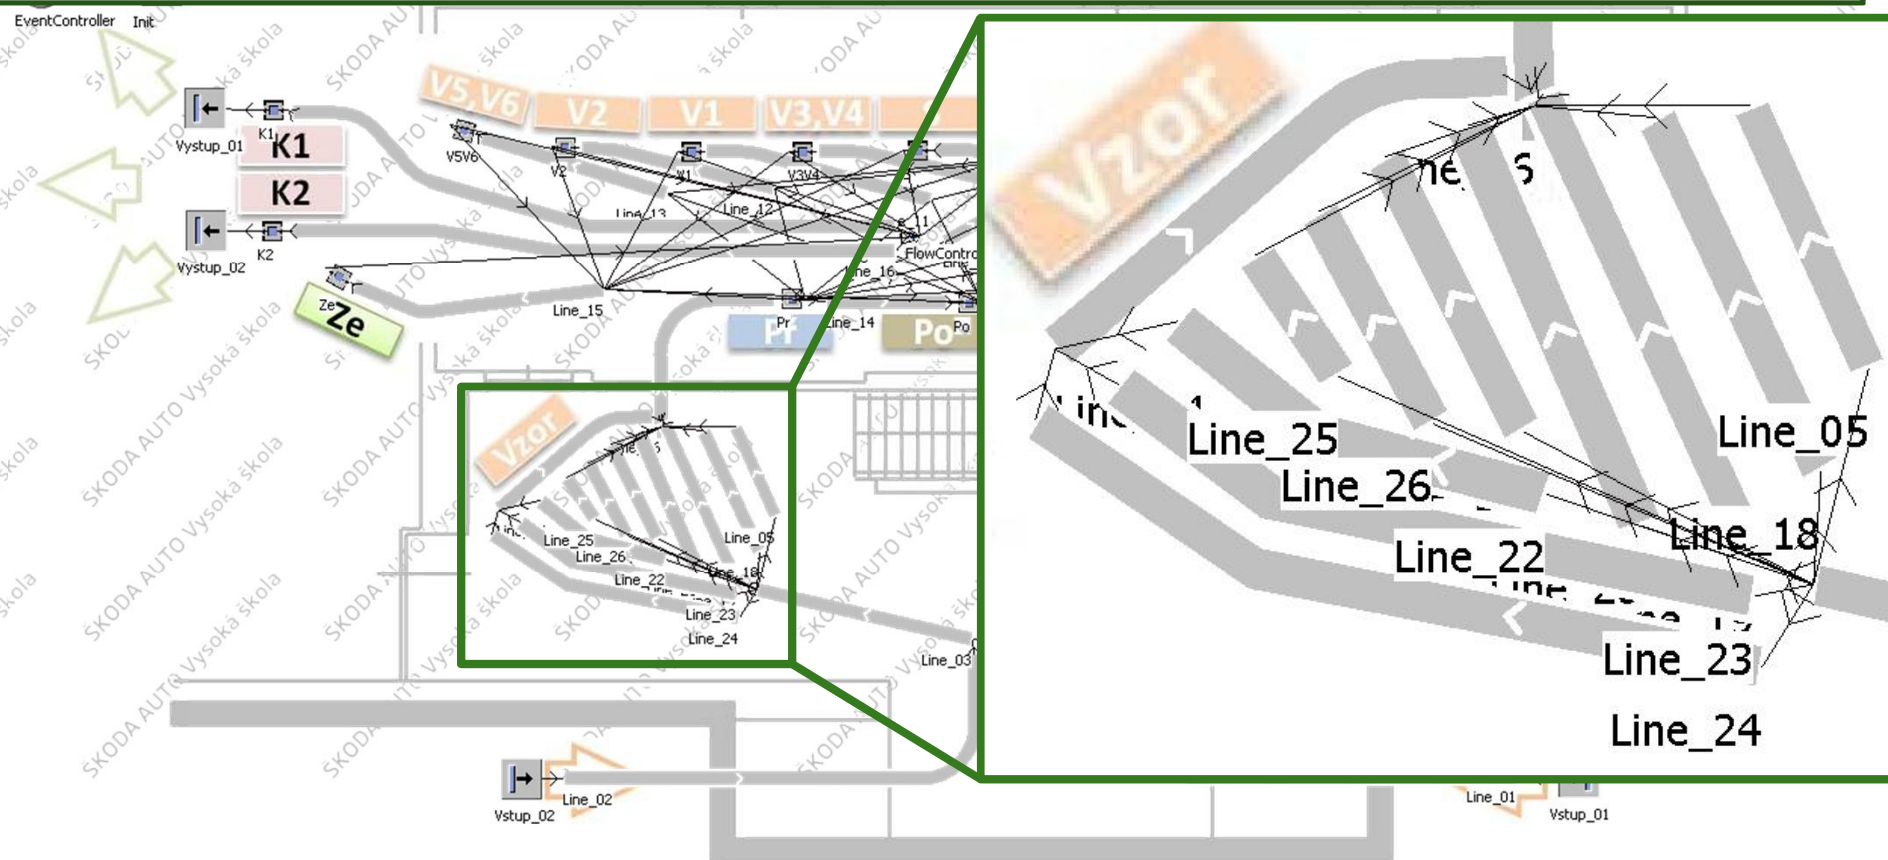 EventController
Init
ŠKODA AUTO Vysoká škola
V5,V6
V2
V1
V3,V4
S
Vystup_01
K1
K1
K2
Vystup_02
K2
V5V6
V2
V1
V3V4
Line_13
Line_12
FlowContro
Line_16
Line_15
Ze
Ze
Pr
Line_14
Po
Př
Po
Vzor
Line_25
Line_26
Line_22
Line_05
Line_18
Line_23
Line_24
Line_03
Vstup_02
Line_02
Line_01
Vstup_01
Vzor
Line_25
Line_26
Line_22
Line_05
Line_18
Line_23
Line_24